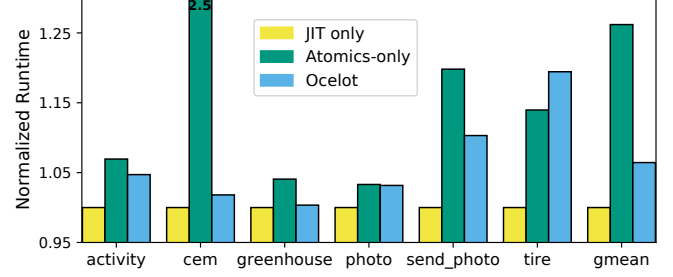 2.5
Normalized Runtime
1.25
1.15
1.05
0.95
JIT only
Atomics-only
Ocelot
activity cem greenhouse photo send_photo tire gmean